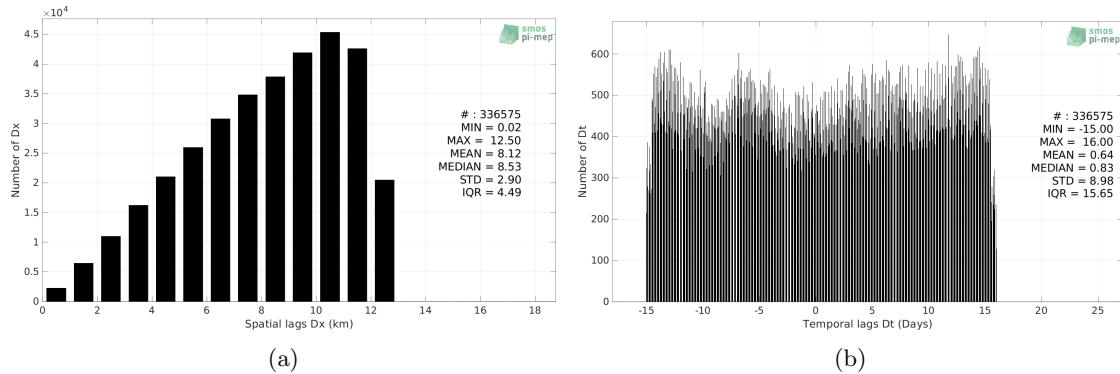 ×10⁴
4.5
4
3.5
3
2.5
2
1.5
1
0.5
0
Number of Dx
0 2 4 6 8 10 12 14 16 18
Spatial lags Dx (km)
smos
pi-mep
# : 336575
MIN = 0.02
MAX = 12.50
MEAN = 8.12
MEDIAN = 8.53
STD = 2.90
IQR = 4.49
(a)
600
500
400
300
200
100
0
Number of Dt
-15 -10 -5 0 5 10 15 20 25
Temporal lags Dt (Days)
smos
pi-mep
# : 336575
MIN = -15.00
MAX = 16.00
MEAN = 0.64
MEDIAN = 0.83
STD = 8.98
IQR = 15.65
(b)